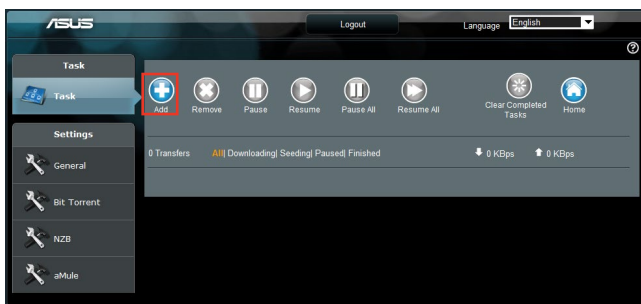 ASUS
Logout
Language English
Task
Task
Add Remove Pause Resume Pause All Resume All Clear Completed Tasks Home
Settings
0 Transfers All| Downloading| Seeding| Paused| Finished 0 KBps 0 KBps
General
Bit Torrent
NZB
aMule